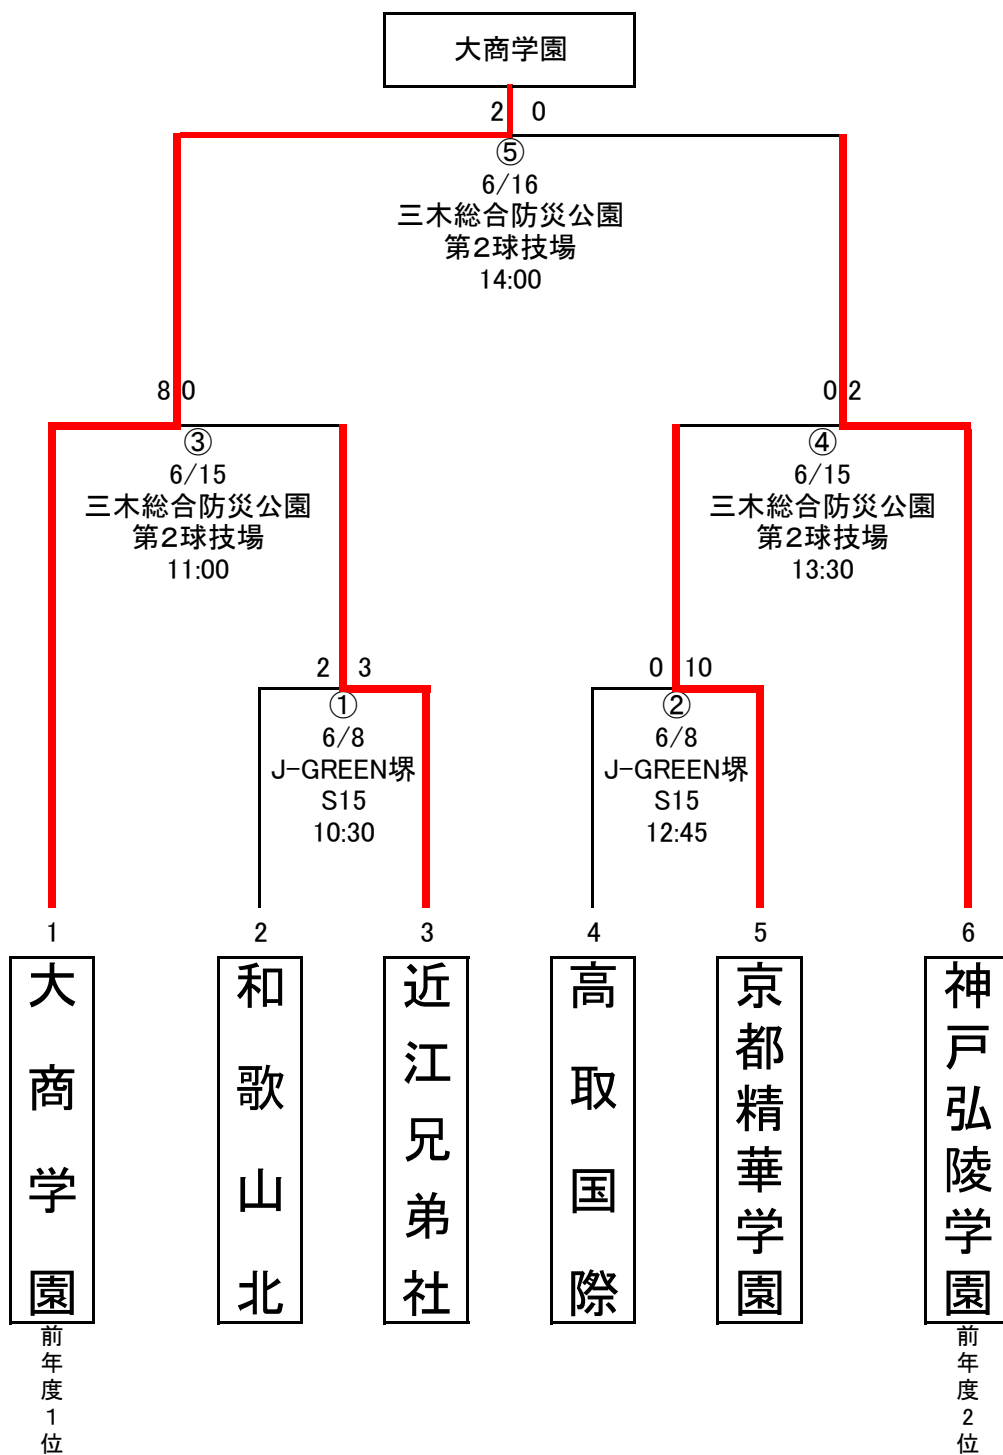 大商学園
2 0
⑤
6/16
三木総合防災公園
第2球技場
14:00
8 0
③
6/15
三木総合防災公園
第2球技場
11:00
0 2
④
6/15
三木総合防災公園
第2球技場
13:30
2 3
①
6/8
J-GREEN堺
S15
10:30
0 10
②
6/8
J-GREEN堺
S15
12:45
1
大商学園
前年度1位
2
和歌山北
3
近江兄弟社
4
高取国際
5
京都精華学園
6
神戸弘陵学園
前年度2位